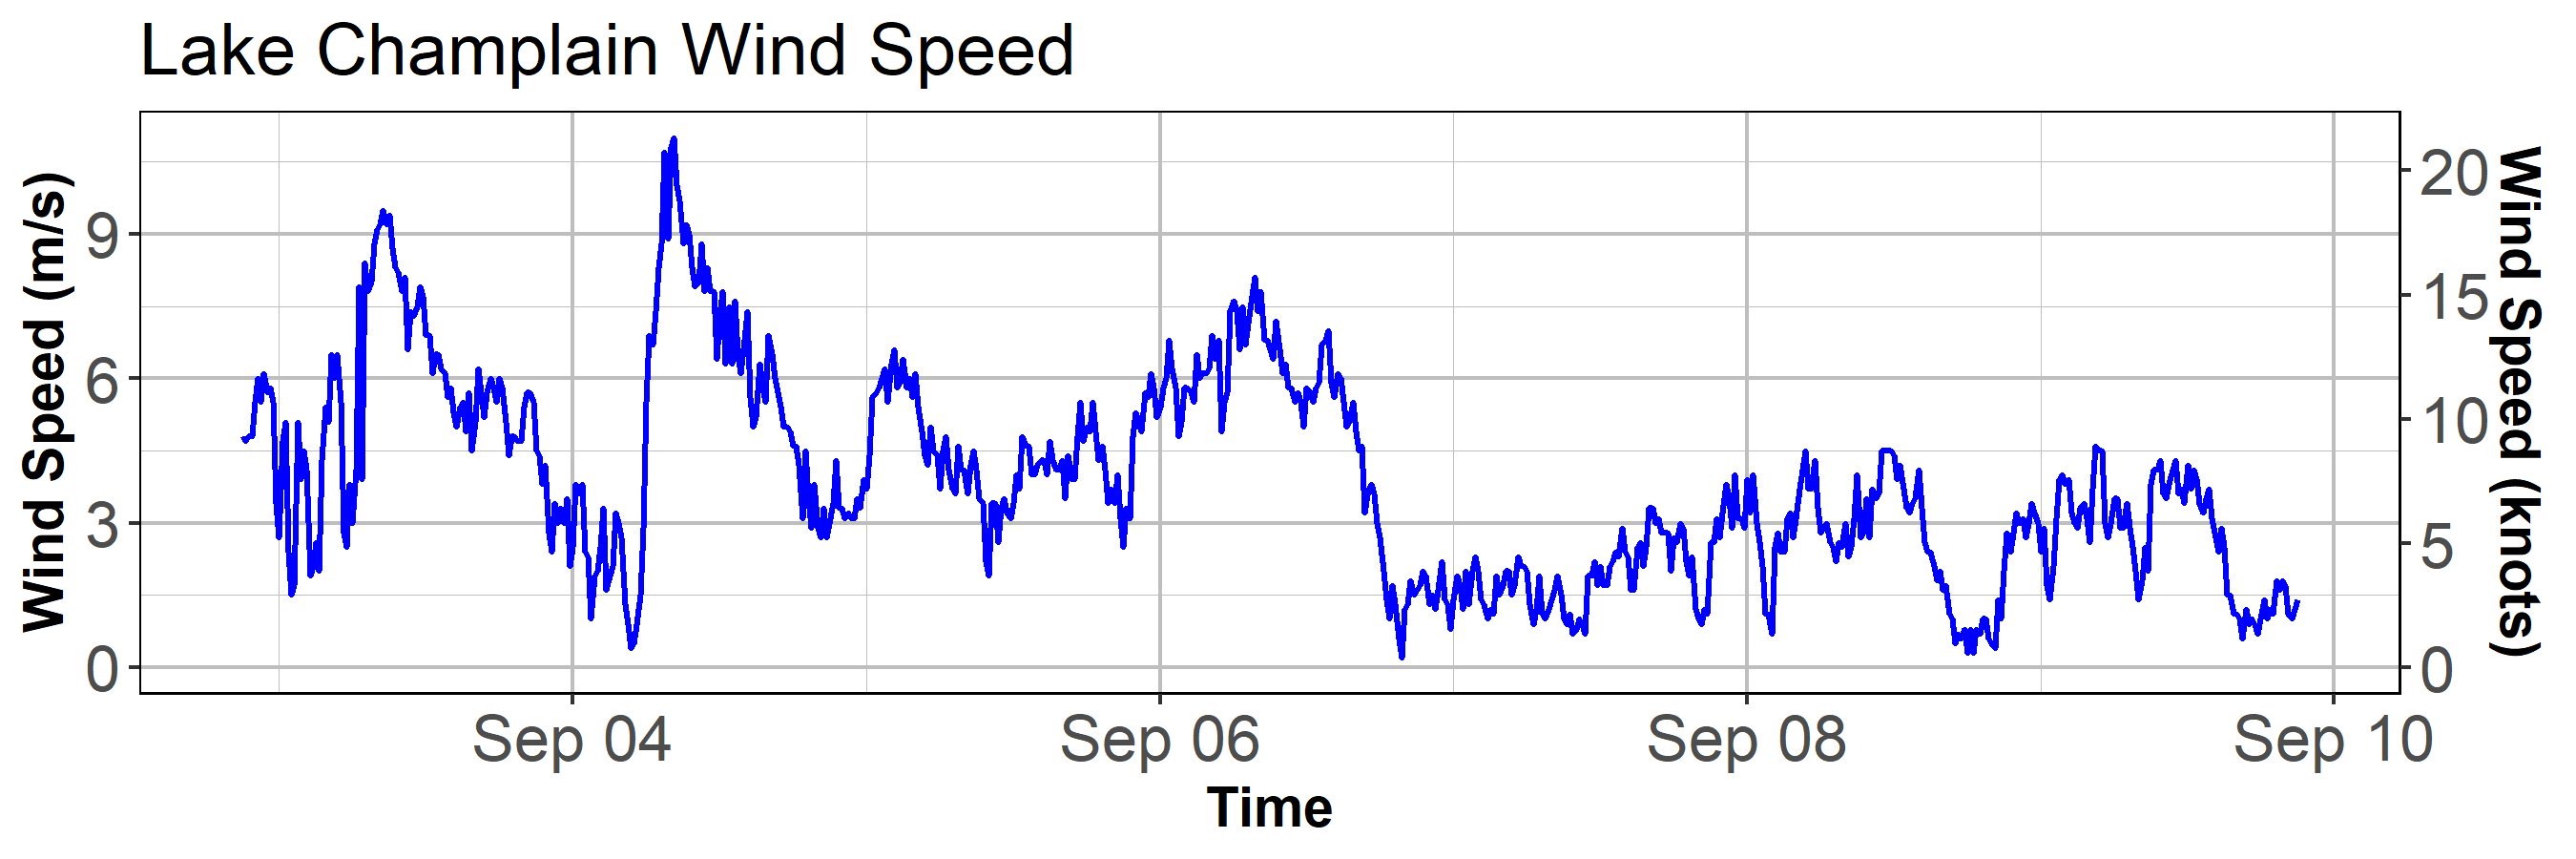 Lake Champlain Wind Speed
Wind Speed (m/s)
9
6
3
0
20
15
10
5
0
Wind Speed (knots)
Sep 04
Sep 06
Sep 08
Sep 10
Time